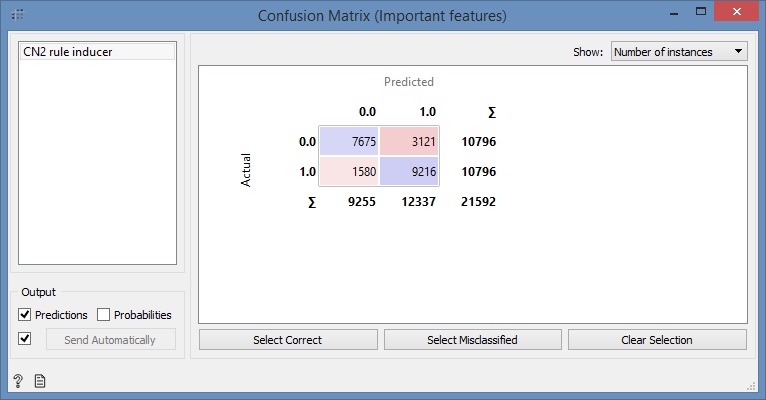 Confusion Matrix (Important features)
CN2 rule inducer
Show: Number of instances
Predicted
0.0 1.0 Σ
Actual
0.0 7675 3121 10796
1.0 1580 9216 10796
Σ 9255 12337 21592
Output
Predictions Probabilities
Send Automatically
Select Correct Select Misclassified Clear Selection
?